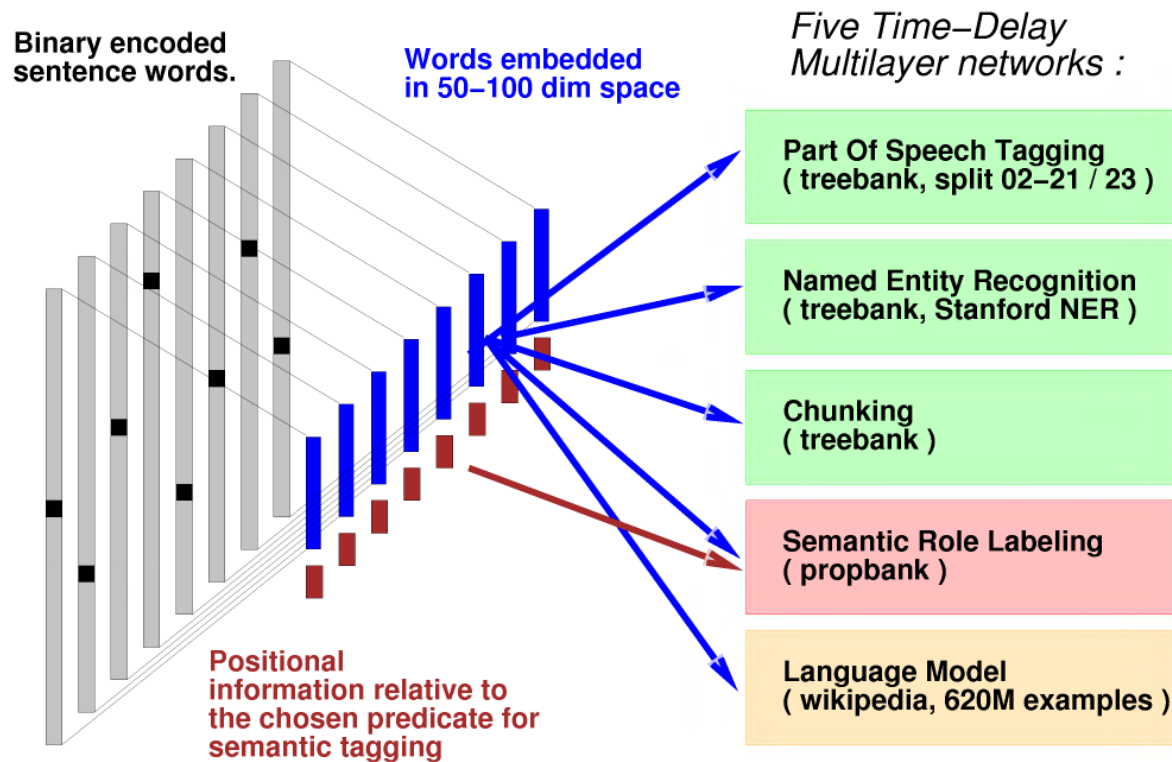 Binary encoded
sentence words.
Words embedded
in 50−100 dim space
Five Time−Delay
Multilayer networks :
Part Of Speech Tagging
( treebank, split 02−21 / 23 )
Named Entity Recognition
( treebank, Stanford NER )
Chunking
( treebank )
Semantic Role Labeling
( propbank )
Language Model
( wikipedia, 620M examples )
Positional
information relative to
the chosen predicate for
semantic tagging